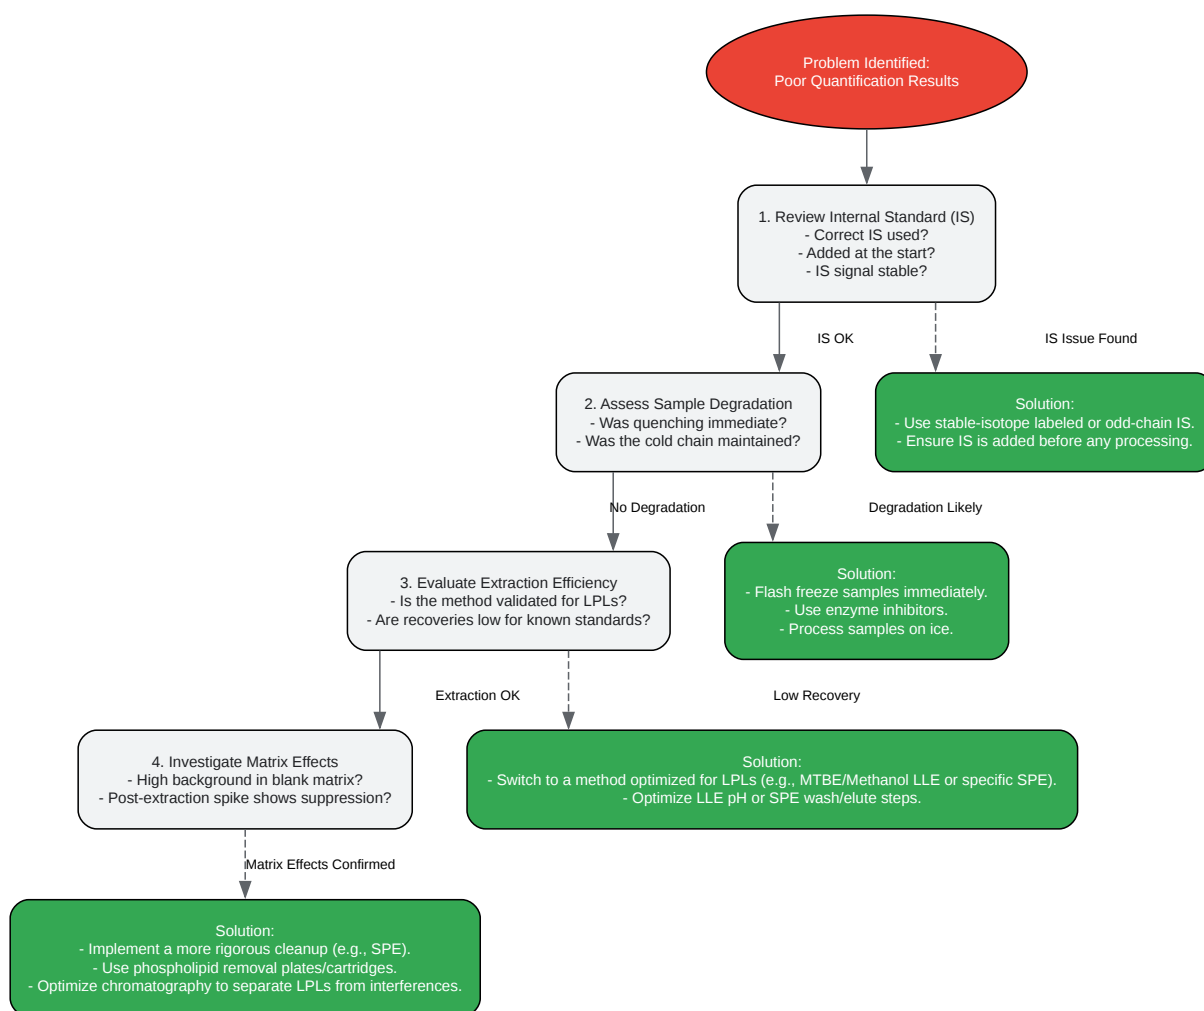 Problem Identified:
Poor Quantification Results
1. Review Internal Standard (IS)
- Correct IS used?
- Added at the start?
- IS signal stable?
IS OK
IS Issue Found
2. Assess Sample Degradation
- Was quenching immediate?
- Was the cold chain maintained?
Solution:
- Use stable-isotope labeled or odd-chain IS.
- Ensure IS is added before any processing.
No Degradation
Degradation Likely
3. Evaluate Extraction Efficiency
- Is the method validated for LPLs?
- Are recoveries low for known standards?
Solution:
- Flash freeze samples immediately.
- Use enzyme inhibitors.
- Process samples on ice.
Extraction OK
Low Recovery
4. Investigate Matrix Effects
- High background in blank matrix?
- Post-extraction spike shows suppression?
Solution:
- Switch to a method optimized for LPLs (e.g., MTBE/Methanol LLE or specific SPE).
- Optimize LLE pH or SPE wash/elute steps.
Matrix Effects Confirmed
Solution:
- Implement a more rigorous cleanup (e.g., SPE).
- Use phospholipid removal plates/cartridges.
- Optimize chromatography to separate LPLs from interferences.